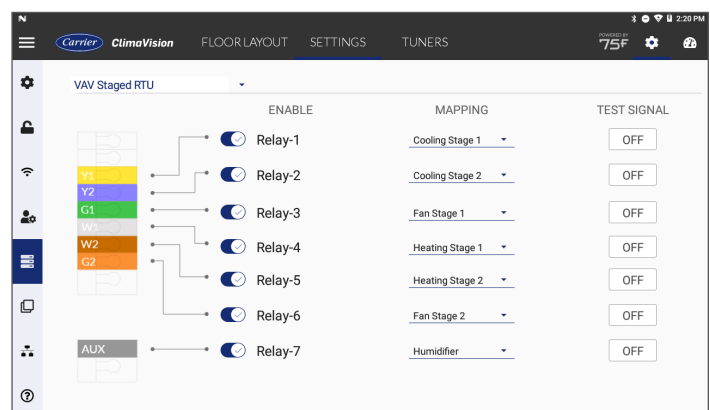 2:20 PM
Carrier ClimaVision FLOOR LAYOUT SETTINGS TUNERS POWERED BY 75F
VAV Staged RTU
ENABLE MAPPING TEST SIGNAL
Relay-1 Cooling Stage 1 OFF
Y1 Relay-2 Cooling Stage 2 OFF
Y2
G1 Relay-3 Fan Stage 1 OFF
W1
W2 Relay-4 Heating Stage 1 OFF
G2
Relay-5 Heating Stage 2 OFF
Relay-6 Fan Stage 2 OFF
AUX Relay-7 Humidifier OFF